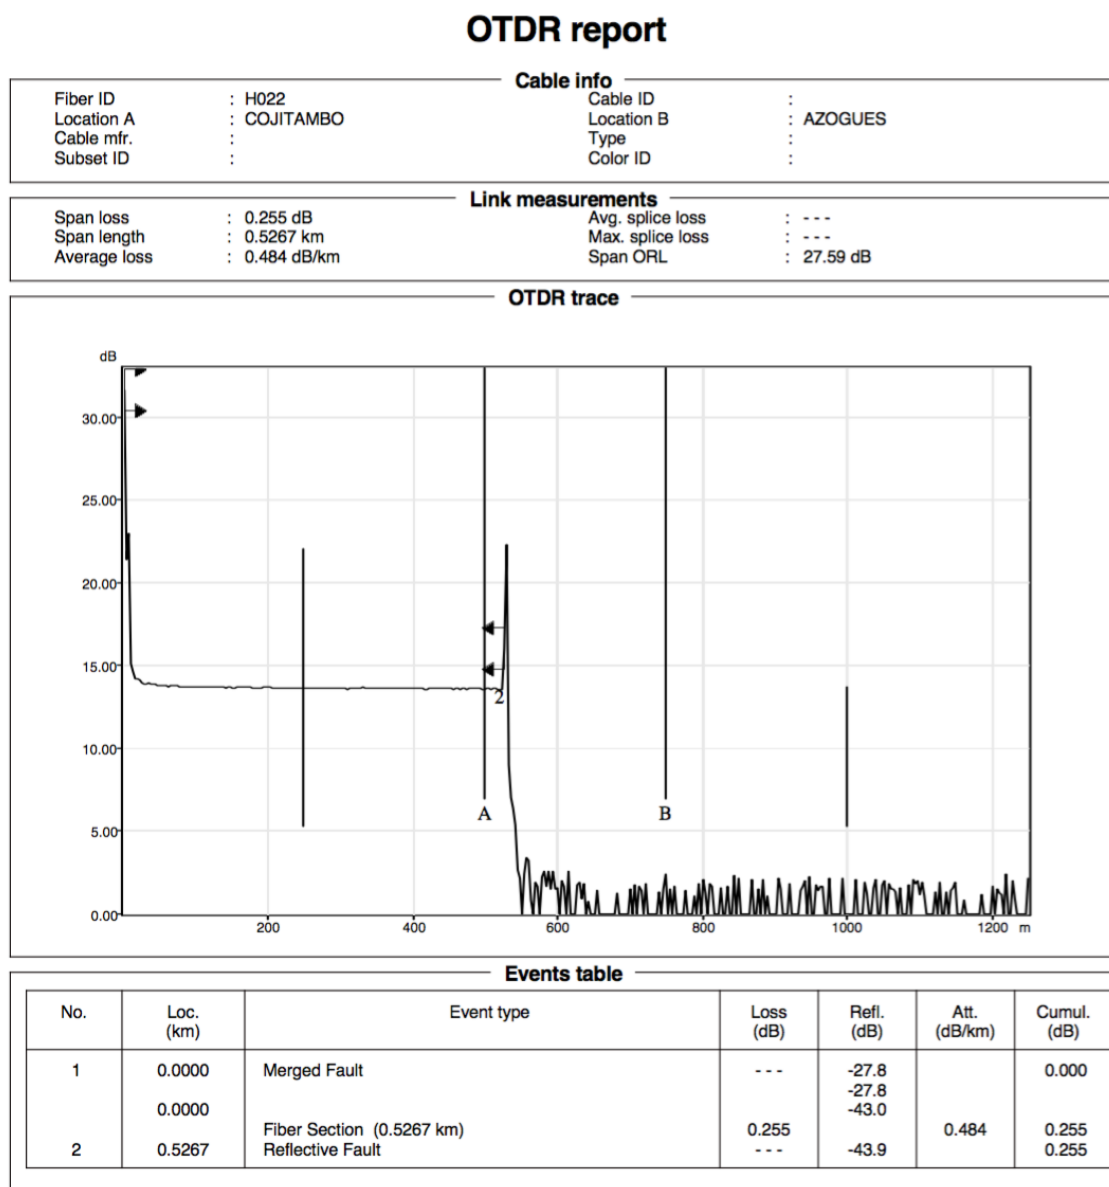 OTDR report
Cable info
Fiber ID : H022 Cable ID :
Location A : COJITAMBO Location B : AZOGUES
Cable mfr. : Type :
Subset ID : Color ID :
Link measurements
Span loss : 0.255 dB Avg. splice loss : ---
Span length : 0.5267 km Max. splice loss : ---
Average loss : 0.484 dB/km Span ORL : 27.59 dB
OTDR trace
dB
30.00
25.00
20.00
15.00
2
10.00
A B
5.00
0.00
200 400 600 800 1000 1200 m
Events table
No. Loc. Event type Loss Refl. Att. Cumul.
(km) (dB) (dB) (dB/km) (dB)
1 0.0000 Merged Fault --- -27.8 0.000
-27.8
0.0000 -43.0
Fiber Section (0.5267 km) 0.255 0.484 0.255
2 0.5267 Reflective Fault --- -43.9 0.255